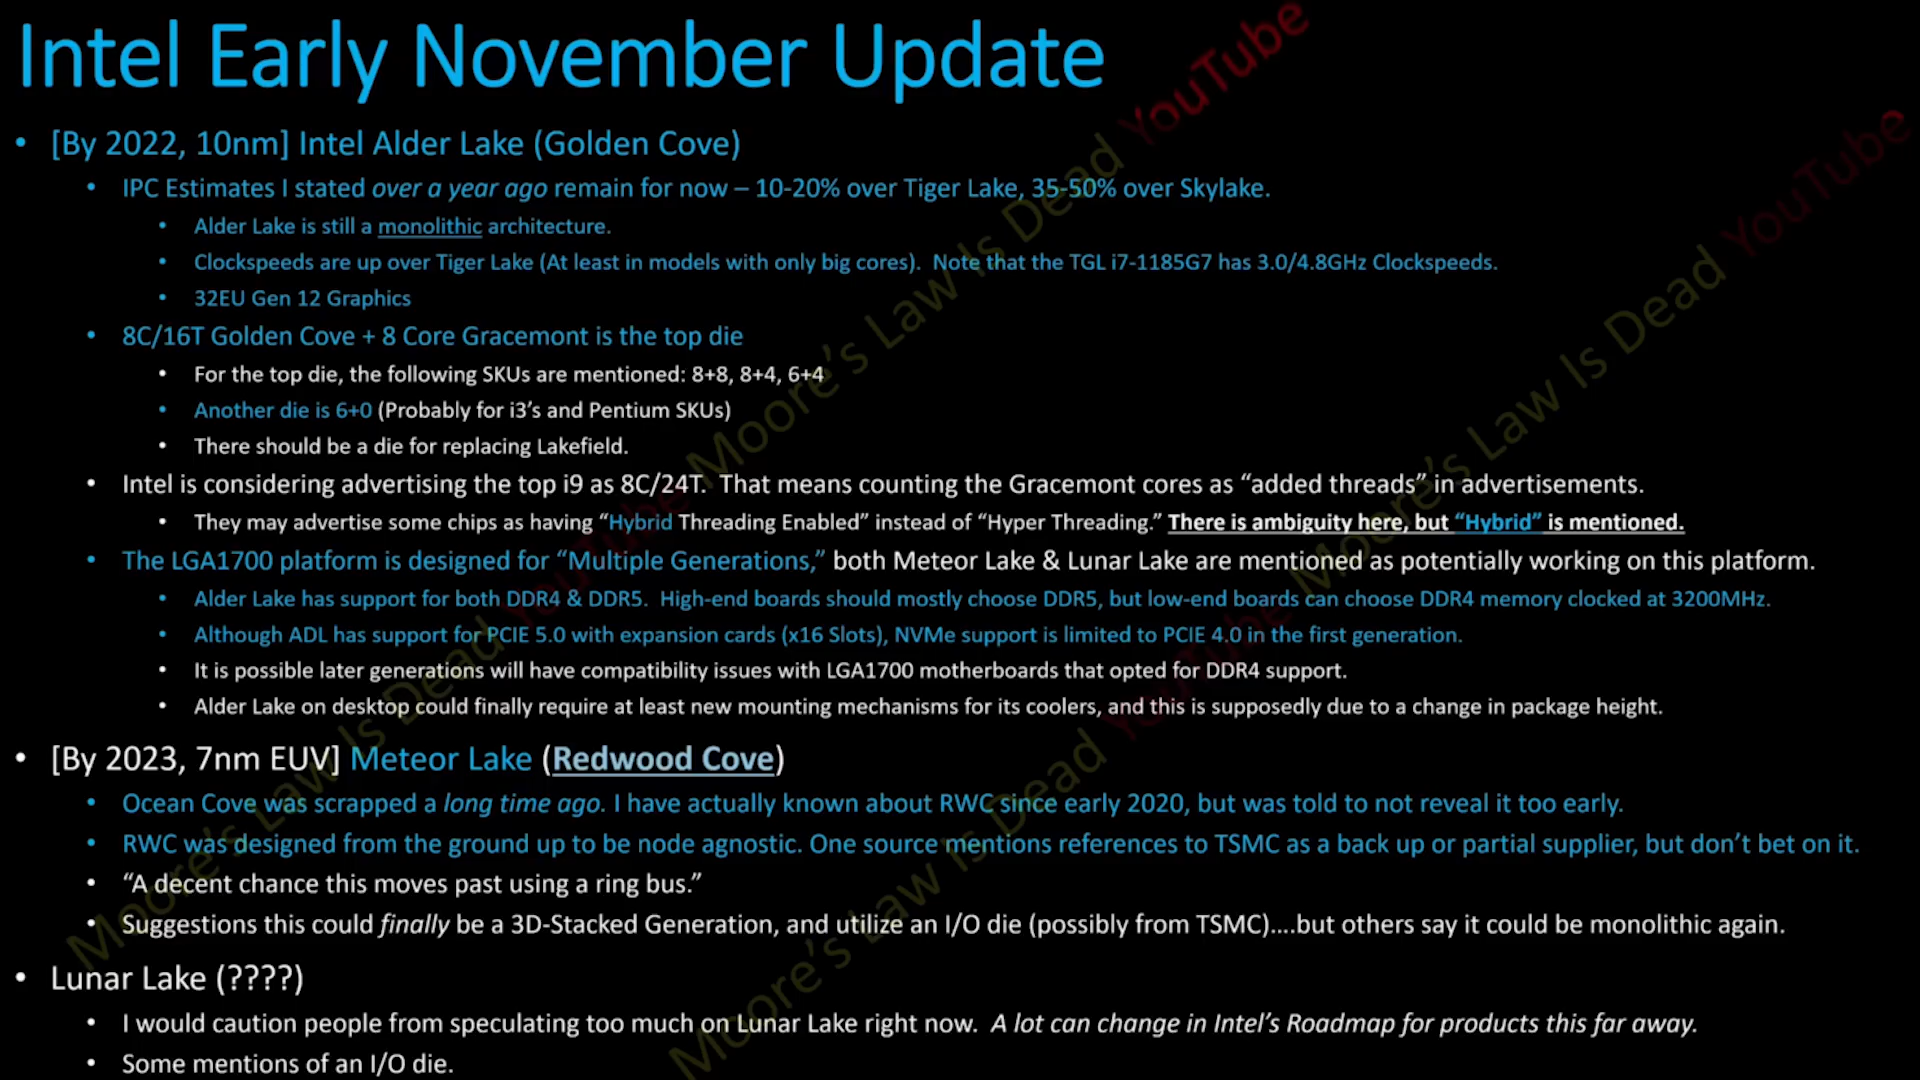 Intel Early November Update
• [By 2022, 10nm] Intel Alder Lake (Golden Cove)
• IPC Estimates I stated over a year ago remain for now – 10-20% over Tiger Lake, 35-50% over Skylake.
• Alder Lake is still a monolithic architecture.
• Clockspeeds are up over Tiger Lake (At least in models with only big cores).  Note that the TGL i7-1185G7 has 3.0/4.8GHz Clockspeeds.
• 32EU Gen 12 Graphics
• 8C/16T Golden Cove + 8 Core Gracemont is the top die
• For the top die, the following SKUs are mentioned: 8+8, 8+4, 6+4
• Another die is 6+0 (Probably for i3’s and Pentium SKUs)
• There should be a die for replacing Lakefield.
• Intel is considering advertising the top i9 as 8C/24T.  That means counting the Gracemont cores as “added threads” in advertisements.
• They may advertise some chips as having “Hybrid Threading Enabled” instead of “Hyper Threading.” There is ambiguity here, but “Hybrid” is mentioned.
• The LGA1700 platform is designed for “Multiple Generations,” both Meteor Lake & Lunar Lake are mentioned as potentially working on this platform.
• Alder Lake has support for both DDR4 & DDR5.  High-end boards should mostly choose DDR5, but low-end boards can choose DDR4 memory clocked at 3200MHz.
• Although ADL has support for PCIE 5.0 with expansion cards (x16 Slots), NVMe support is limited to PCIE 4.0 in the first generation.
• It is possible later generations will have compatibility issues with LGA1700 motherboards that opted for DDR4 support.
• Alder Lake on desktop could finally require at least new mounting mechanisms for its coolers, and this is supposedly due to a change in package height.
• [By 2023, 7nm EUV] Meteor Lake (Redwood Cove)
• Ocean Cove was scrapped a long time ago. I have actually known about RWC since early 2020, but was told to not reveal it too early.
• RWC was designed from the ground up to be node agnostic. One source mentions references to TSMC as a back up or partial supplier, but don’t bet on it.
• “A decent chance this moves past using a ring bus.”
• Suggestions this could finally be a 3D-Stacked Generation, and utilize an I/O die (possibly from TSMC)....but others say it could be monolithic again.
• Lunar Lake (????)
• I would caution people from speculating too much on Lunar Lake right now.  A lot can change in Intel’s Roadmap for products this far away.
• Some mentions of an I/O die.
Moore’s Law Is Dead YouTube Moore’s Law Is Dead YouTube
Moore’s Law Is Dead YouTube Moore’s Law Is Dead YouTube